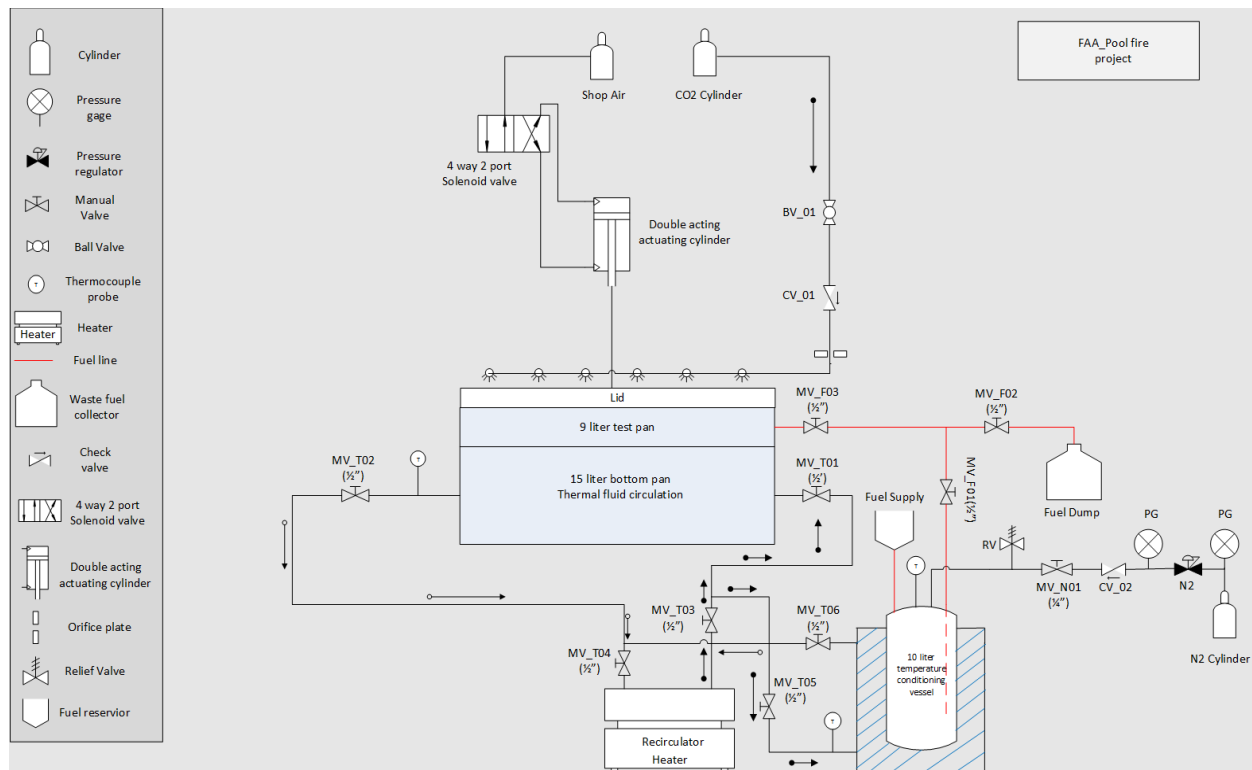 Cylinder
Pressure
gage
Pressure
regulator
Manual
Valve
Ball Valve
T
Thermocouple
probe
Heater
Heater
Fuel line
Waste fuel
collector
Check
valve
4 way 2 port
Solenoid valve
Double acting
actuating cylinder
Orifice plate
Relief Valve
Fuel reservior
FAA_Pool fire
project
Shop Air
CO2 Cylinder
4 way 2 port
Solenoid valve
Double acting
actuating cylinder
BV_01
CV_01
Lid
9 liter test pan
15 liter bottom pan
Thermal fluid circulation
MV_F03
(½”)
MV_F02
(½”)
MV_F01(½”)
Fuel Dump
MV_T02
(½”)
T
MV_T01
(½’)
Fuel Supply
T
RV
PG
PG
MV_N01
(¼”)
CV_02
N2
N2 Cylinder
MV_T03
(½”)
MV_T06
(½”)
MV_T04
(½”)
MV_T05
(½”)
T
10 liter
temperature
conditioning
vessel
Recirculator
Heater